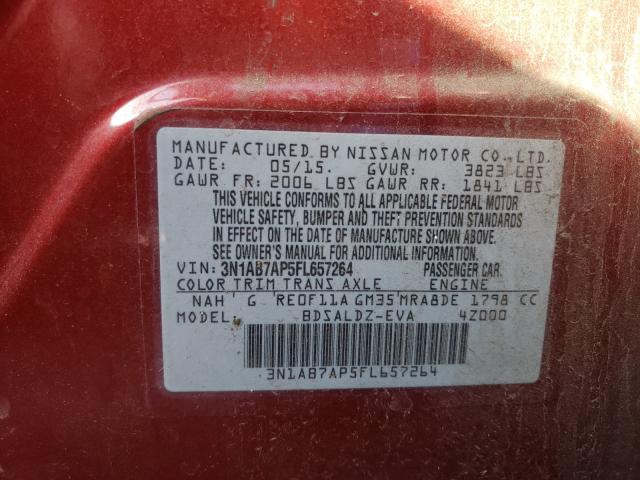 MANUFACTURED BY NISSAN MOTOR CO., LTD.
DATE: 05/15. GVWR: 3823 LBS
GAWR FR: 2006 LBS GAWR RR: 1841 LBS
THIS VEHICLE CONFORMS TO ALL APPLICABLE FEDERAL MOTOR
VEHICLE SAFETY, BUMPER AND THEFT PREVENTION STANDARDS
IN EFFECT ON THE DATE OF MANUFACTURE SHOWN ABOVE.
SEE OWNER'S MANUAL FOR ADDITIONAL INFORMATION.
VIN: 3N1AB7AP5FL657264 PASSENGER CAR
COLOR TRIM TRANS AXLE ENGINE
NAH ' G RE0F11A GM35 MRA8DE 1798 CC
MODEL: BDSALDZ-EVA 4Z000
3N1AB7AP5FL657264